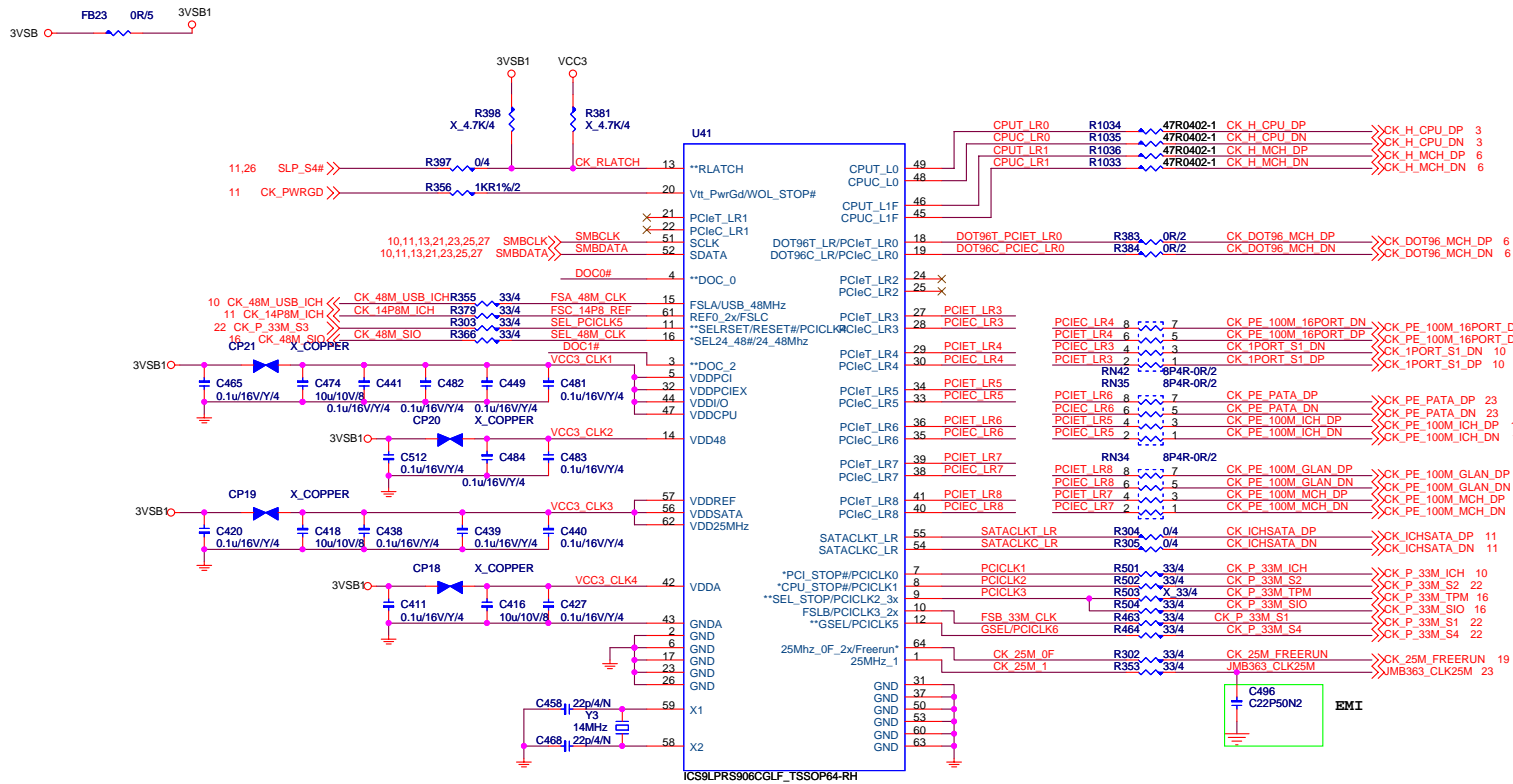 FB23 0R/5 3VSB1
3VSB
3VSB1 VCC3
R398
X_4.7K/4
R381
X_4.7K/4
U41
11,26 SLP_S4# R397 0/4 CK_RLATCH 13 **RLATCH
11 CK_PWRGD R356 1KR1%/2 20 Vtt_PwrGd/WOL_STOP#
21 PCIeT_LR1
22 PCIeC_LR1
10,11,13,21,23,25,27 SMBCLK SMBCLK 51 SCLK
10,11,13,21,23,25,27 SMBDATA SMBDATA 52 SDATA
DOC0# 4 **DOC_0
10 CK_48M_USB_ICH CK_48M_USB_ICH R355 33/4 FSA_48M_CLK 15 FSLA/USB_48MHz
11 CK_14P8M_ICH CK_14P8M_ICH R379 33/4 FSC_14P8_REF 61 REF0_2x/FSLC
22 CK_P_33M_S3 R303 33/4 SEL_PCICLK5 11 **SELRSET/RESET#/PCICLK4
16 CK_48M_SIO CK_48M_SIO R366 33/4 SEL_48M_CLK 16 *SEL24_48#/24_48Mhz
DOC1# 3 **DOC_2
CP21 X_COPPER
3VSB1 VCC3_CLK1
5 VDDPCI
32 VDDPCIEX
44 VDDI/O
47 VDDCPU
C465
0.1u/16V/Y/4
C474
10u/10V/8
C441
0.1u/16V/Y/4
C482
0.1u/16V/Y/4
C449
0.1u/16V/Y/4
C481
0.1u/16V/Y/4
CP20 X_COPPER
3VSB1 VCC3_CLK2 14 VDD48
C512
0.1u/16V/Y/4
C484
0.1u/16V/Y/4
C483
0.1u/16V/Y/4
CP19 X_COPPER
3VSB1 VCC3_CLK3
57 VDDREF
56 VDDSATA
62 VDD25MHz
C420
0.1u/16V/Y/4
C418
10u/10V/8
C438
0.1u/16V/Y/4
C439
0.1u/16V/Y/4
C440
0.1u/16V/Y/4
CP18 X_COPPER
3VSB1 VCC3_CLK4 42 VDDA
C411
0.1u/16V/Y/4
C416
10u/10V/8
C427
0.1u/16V/Y/4
43 GNDA
2 GND
6 GND
17 GND
23 GND
26 GND
C458 22p/4/N 59 X1
Y3
14MHz
C468 22p/4/N 58 X2
ICS9LPRS906CGLF_TSSOP64-RH
CPUT_L0 49 CPUT_LR0 R1034 47R0402-1 CK_H_CPU_DP CK_H_CPU_DP 3
CPUC_L0 48 CPUC_LR0 R1035 47R0402-1 CK_H_CPU_DN CK_H_CPU_DN 3
CPUT_L1F 46 CPUT_LR1 R1036 47R0402-1 CK_H_MCH_DP CK_H_MCH_DP 6
CPUC_L1F 45 CPUC_LR1 R1033 47R0402-1 CK_H_MCH_DN CK_H_MCH_DN 6
DOT96T_LR/PCIeT_LR0 18 DOT96T_PCIET_LR0 R383 0R/2 CK_DOT96_MCH_DP CK_DOT96_MCH_DP 6
DOT96C_LR/PCIeC_LR0 19 DOT96C_PCIEC_LR0 R384 0R/2 CK_DOT96_MCH_DN CK_DOT96_MCH_DN 6
PCIeT_LR2 24
PCIeC_LR2 25
PCIeT_LR3 27 PCIET_LR3
PCIeC_LR3 28 PCIEC_LR3
PCIeT_LR4 29 PCIET_LR4
PCIeC_LR4 30 PCIEC_LR4
PCIeT_LR5 34 PCIET_LR5
PCIeC_LR5 33 PCIEC_LR5
PCIeT_LR6 36 PCIET_LR6
PCIeC_LR6 35 PCIEC_LR6
PCIeT_LR7 39 PCIET_LR7
PCIeC_LR7 38 PCIEC_LR7
PCIeT_LR8 41 PCIET_LR8
PCIeC_LR8 40 PCIEC_LR8
PCIEC_LR4 8 7 CK_PE_100M_16PORT_DN CK_PE_100M_16PORT_D
PCIET_LR4 6 5 CK_PE_100M_16PORT_DP CK_PE_100M_16PORT
PCIEC_LR3 4 3 CK_1PORT_S1_DN CK_1PORT_S1_DN 10
PCIET_LR3 2 1 CK_1PORT_S1_DP CK_1PORT_S1_DP 10
RN42 8P4R-0R/2
RN35 8P4R-0R/2
PCIET_LR6 8 7 CK_PE_PATA_DP CK_PE_PATA_DP 23
PCIEC_LR6 6 5 CK_PE_PATA_DN CK_PE_PATA_DN 23
PCIET_LR5 4 3 CK_PE_100M_ICH_DP CK_PE_100M_ICH_DP
PCIEC_LR5 2 1 CK_PE_100M_ICH_DN CK_PE_100M_ICH_DN
RN34 8P4R-0R/2
PCIET_LR8 8 7 CK_PE_100M_GLAN_DP CK_PE_100M_GLAN_DP
PCIEC_LR8 6 5 CK_PE_100M_GLAN_DN CK_PE_100M_GLAN_DN
PCIET_LR7 4 3 CK_PE_100M_MCH_DP CK_PE_100M_MCH_DP
PCIEC_LR7 2 1 CK_PE_100M_MCH_DN CK_PE_100M_MCH_DN
SATACLKT_LR 55 SATACLKT_LR R304 0/4 CK_ICHSATA_DP CK_ICHSATA_DP 11
SATACLKC_LR 54 SATACLKC_LR R305 0/4 CK_ICHSATA_DN CK_ICHSATA_DN 11
*PCI_STOP#/PCICLK0 7 PCICLK1 R501 33/4 CK_P_33M_ICH CK_P_33M_ICH 10
*CPU_STOP#/PCICLK1 8 PCICLK2 R502 33/4 CK_P_33M_S2 CK_P_33M_S2 22
**SEL_STOP/PCICLK2_3x 9 PCICLK3 R503 X_33/4 CK_P_33M_TPM CK_P_33M_TPM 16
R504 33/4 CK_P_33M_SIO CK_P_33M_SIO 16
FSLB/PCICLK3_2x 10 FSB_33M_CLK R463 33/4 CK_P_33M_S1 CK_P_33M_S1 22
**GSEL/PCICLK5 12 GSEL/PCICLK6 R464 33/4 CK_P_33M_S4 CK_P_33M_S4 22
25Mhz_0F_2x/Freerun* 64 CK_25M_0F R302 33/4 CK_25M_FREERUN CK_25M_FREERUN 19
25MHz_1 1 CK_25M_1 R353 33/4 JMB363_CLK25M JMB363_CLK25M 23
GND 31
GND 37
GND 50
GND 53
GND 60
GND 63
C496
C22P50N2
EMI